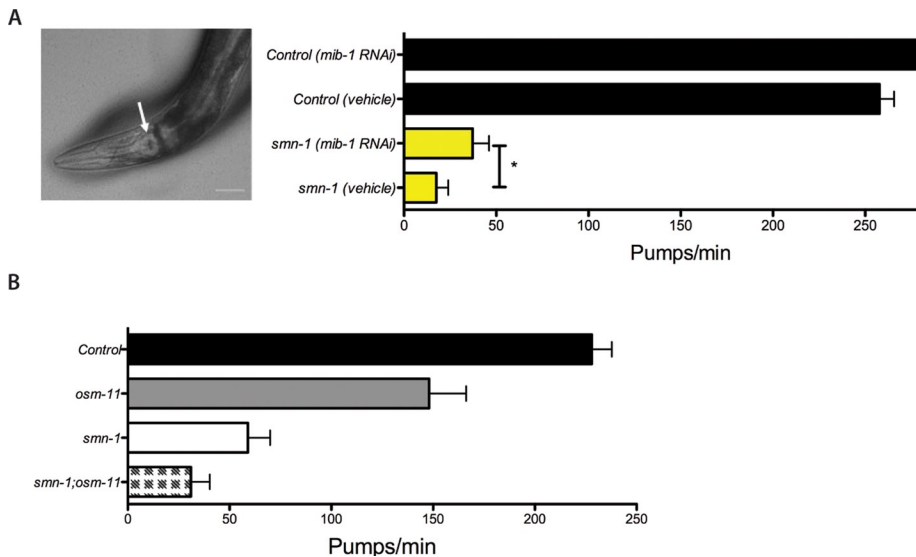 A
Control (mib-1 RNAi)
Control (vehicle)
smn-1 (mib-1 RNAi)
*
smn-1 (vehicle)
0 50 100 150 200 250
Pumps/min
B
Control
osm-11
smn-1
smn-1;osm-11
0 50 100 150 200 250
Pumps/min